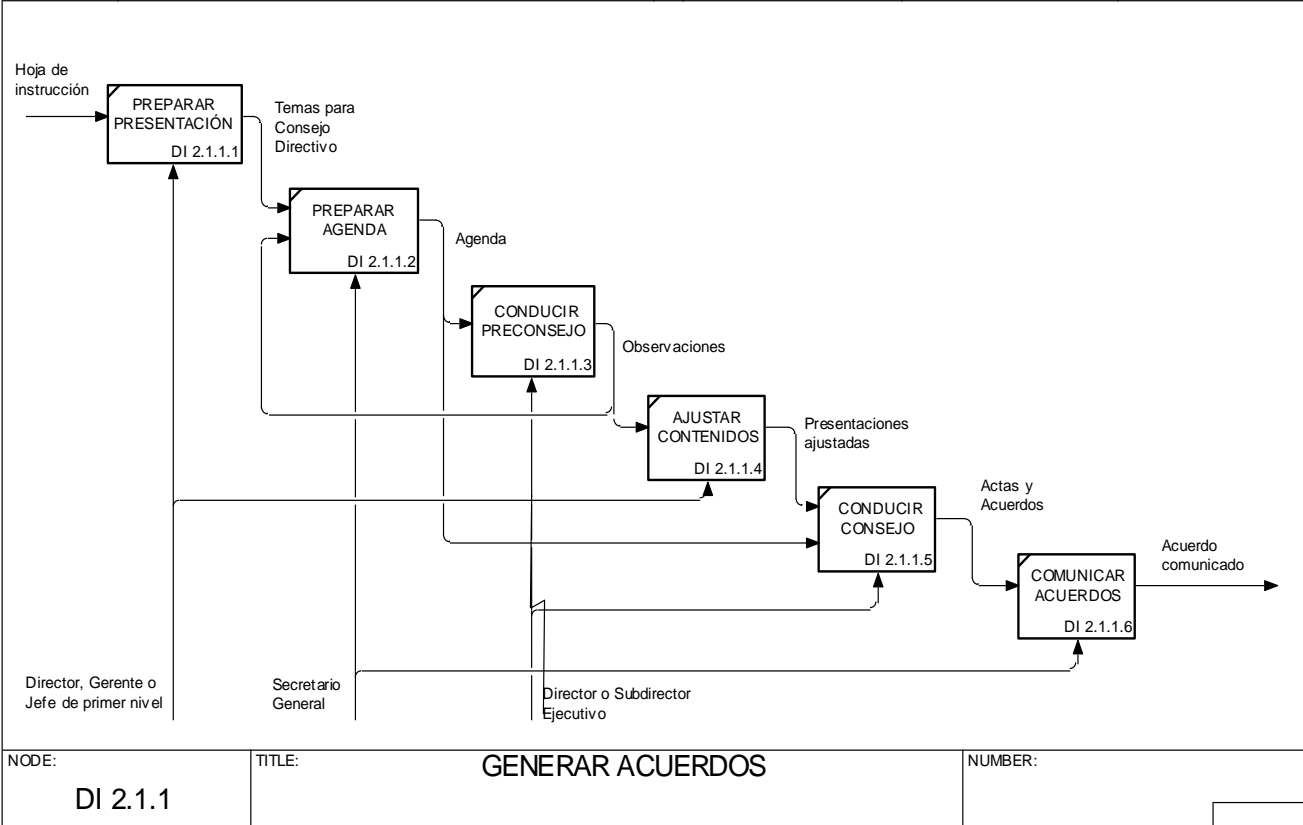 Hoja de
instrucción
PREPARAR
PRESENTACIÓN
DI 2.1.1.1
Temas para
Consejo
Directivo
PREPARAR
AGENDA
DI 2.1.1.2
Agenda
CONDUCIR
PRECONSEJO
DI 2.1.1.3
Observaciones
AJUSTAR
CONTENIDOS
DI 2.1.1.4
Presentaciones
ajustadas
CONDUCIR
CONSEJO
DI 2.1.1.5
Actas y
Acuerdos
COMUNICAR
ACUERDOS
DI 2.1.1.6
Acuerdo
comunicado
Director, Gerente o
Jefe de primer nivel
Secretario
General
Director o Subdirector
Ejecutivo
NODE:
DI 2.1.1
TITLE:
GENERAR ACUERDOS
NUMBER: